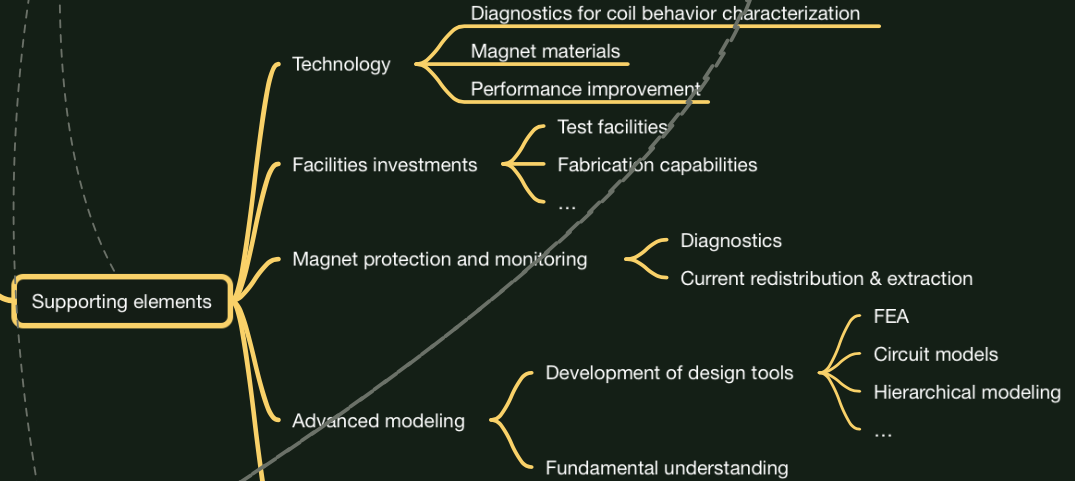 Diagnostics for coil behavior characterization
Technology
Magnet materials
Performance improvement
Test facilities
Facilities investments
Fabrication capabilities
...
Diagnostics
Magnet protection and monitoring
Current redistribution & extraction
Supporting elements
FEA
Circuit models
Development of design tools
Hierarchical modeling
Advanced modeling
...
Fundamental understanding